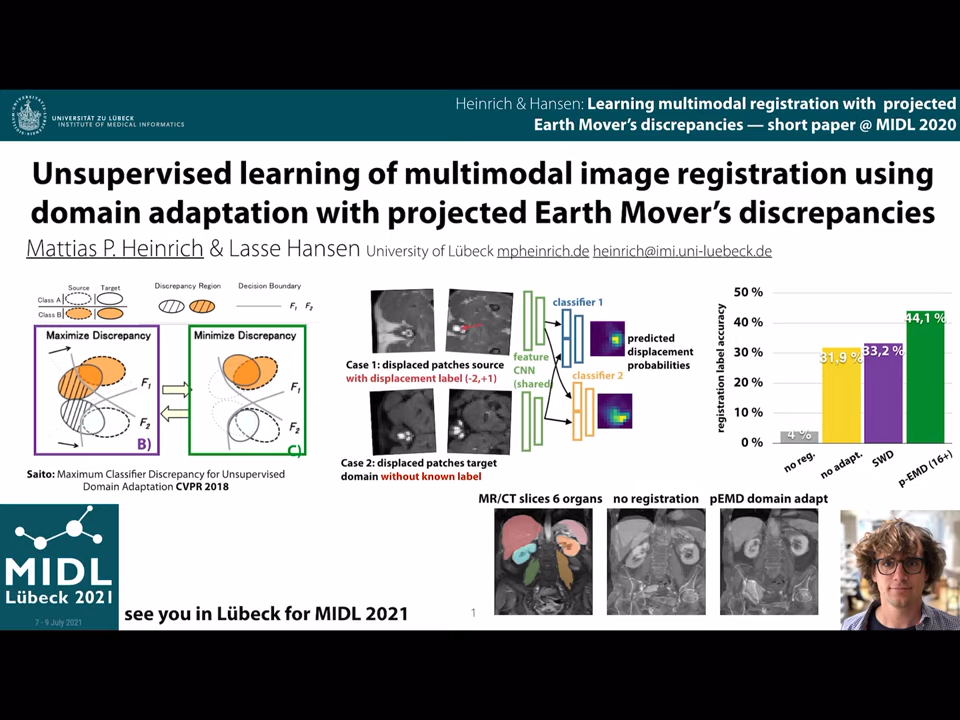 UNIVERSITÄT ZU LÜBECK
INSTITUTE OF MEDICAL INFORMATICS
Heinrich & Hansen: Learning multimodal registration with projected
Earth Mover's discrepancies — short paper @ MIDL 2020
Unsupervised learning of multimodal image registration using
domain adaptation with projected Earth Mover's discrepancies
Mattias P. Heinrich & Lasse Hansen University of Lübeck mpheinrich.de heinrich@imi.uni-luebeck.de
Source Target
Class A
Class B
Discrepancy Region
Decision Boundary
F1 F2
Maximize Discrepancy
F1
F2
B)
Minimize Discrepancy
F1
F2
C)
Saito: Maximum Classifier Discrepancy for Unsupervised
Domain Adaptation CVPR 2018
Case 1: displaced patches source
with displacement label (-2,+1)
Case 2: displaced patches target
domain without known label
feature
CNN
(shared)
classifier 1
classifier 2
predicted
displacement
probabilities
registration label accuracy
50 %
40 %
30 %
20 %
10 %
0 %
4 %
31,9 %
33,2 %
44,1 %
no reg.
no adapt.
SWD
p-EMD (16+)
MR/CT slices 6 organs no registration pEMD domain adapt
MIDL
Lübeck 2021
7 - 9 July 2021
see you in Lübeck for MIDL 2021
1